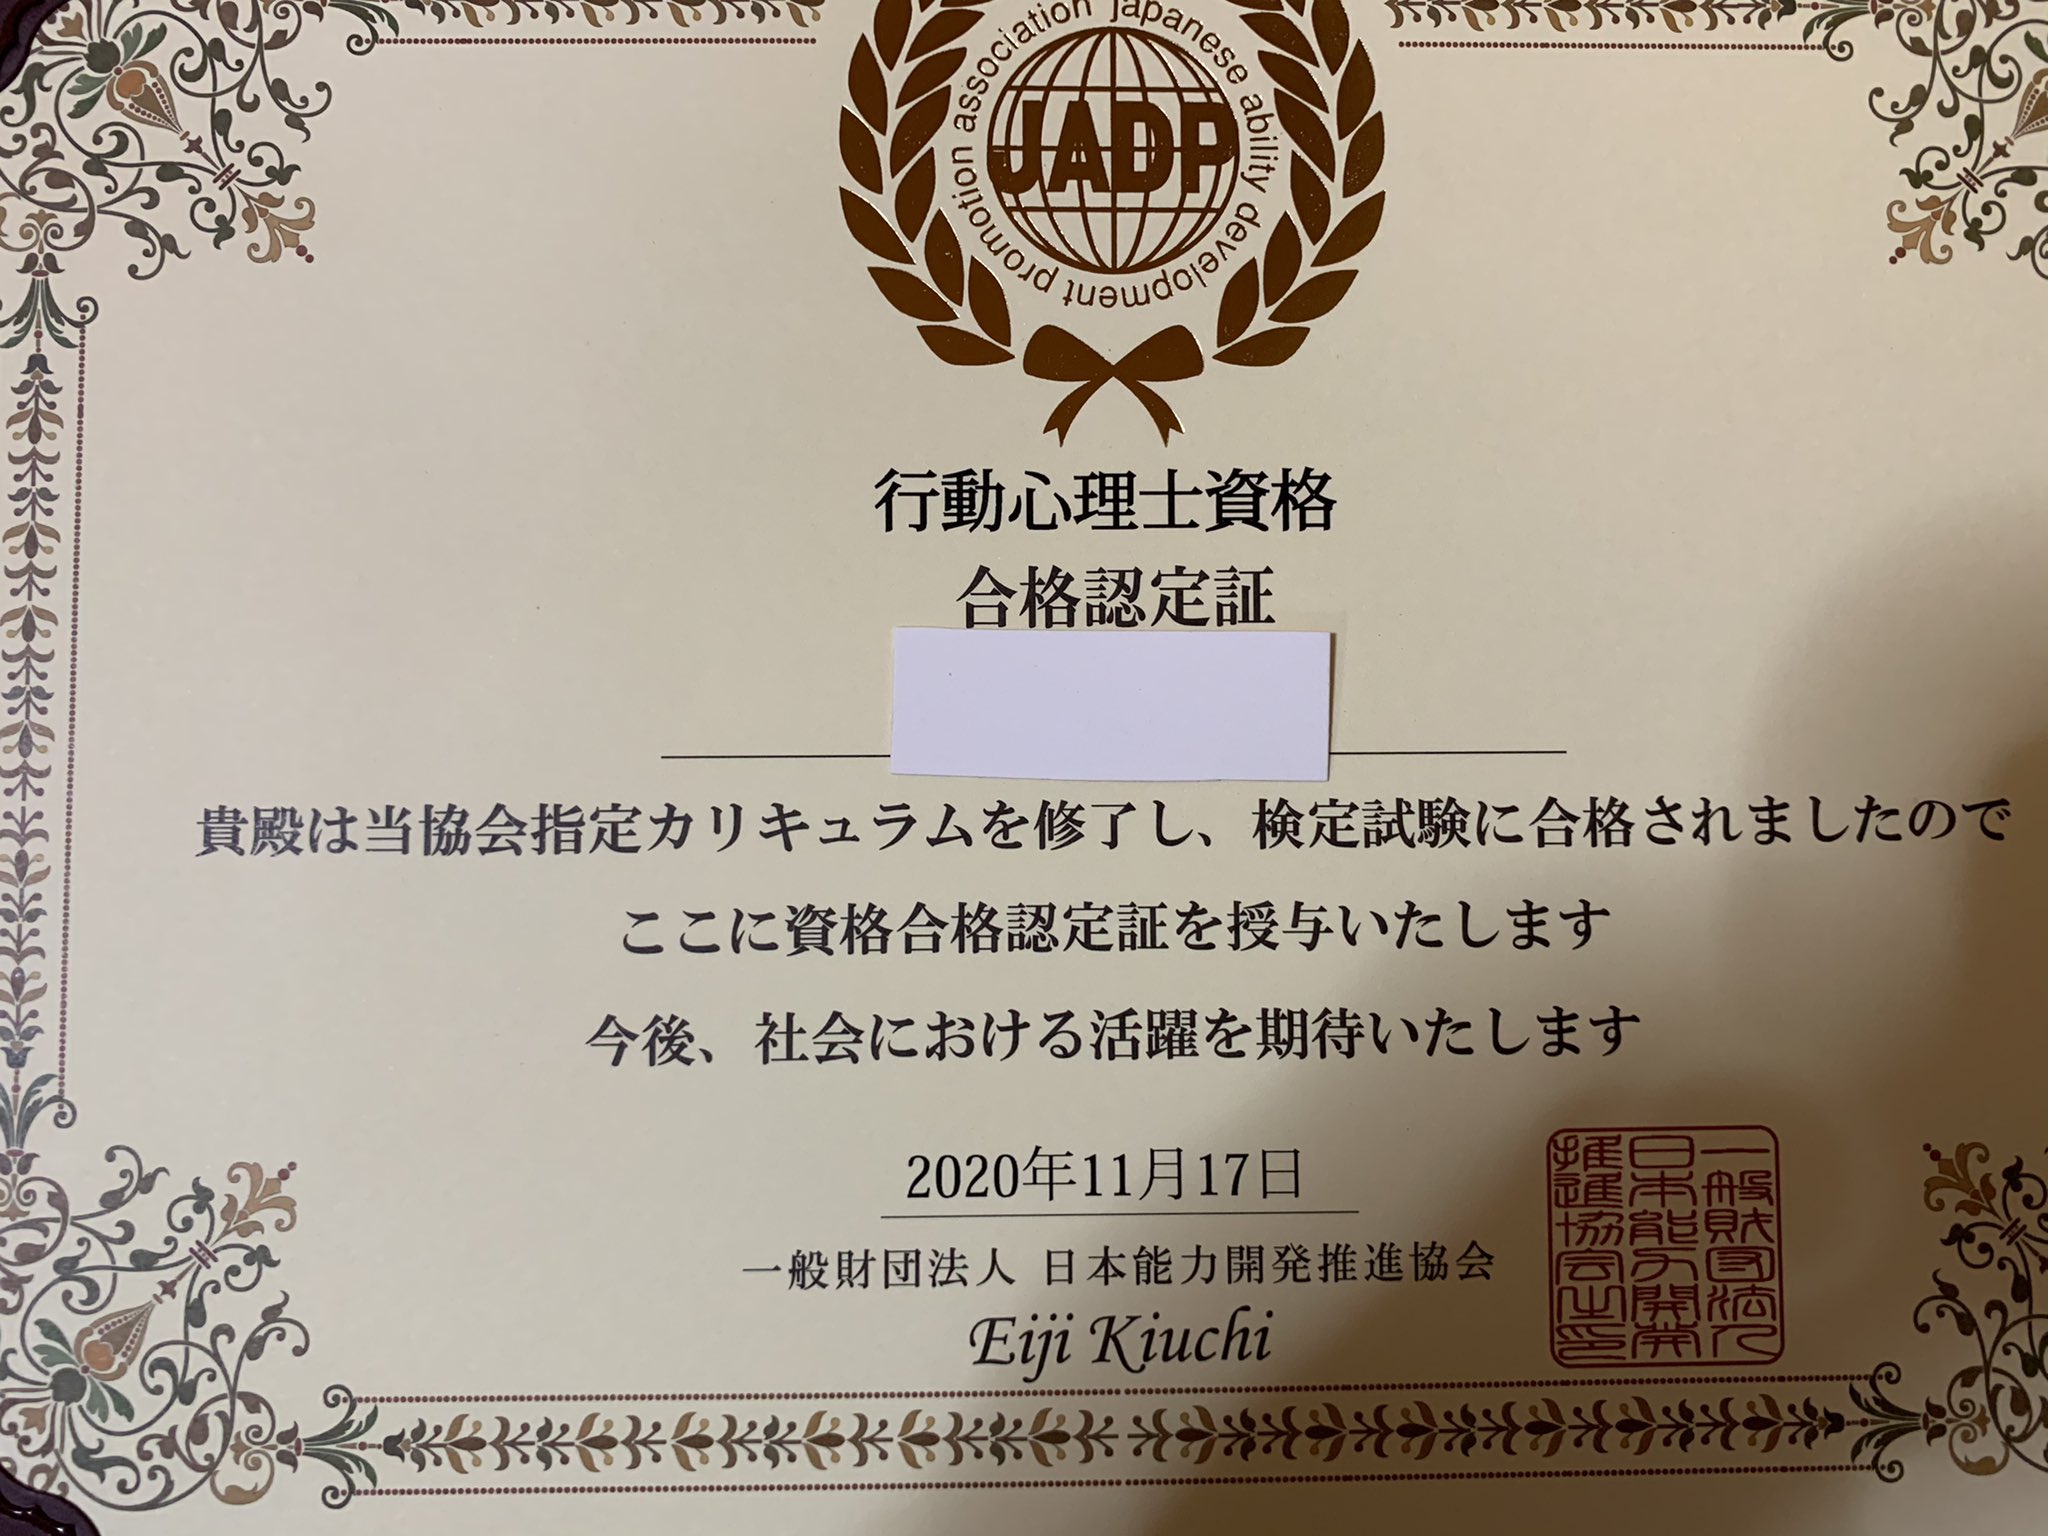 japanese ability development promotion association
JADP
行動心理士資格
合格認定証
貴殿は当協会指定カリキュラムを修了し、検定試験に合格されましたので
ここに資格合格認定証を授与いたします
今後、社会における活躍を期待いたします
2020年11月17日
一般財団法人 日本能力開発推進協会
Eiji Kiuchi
一般財団法人
日本能力開発
推進協会之印